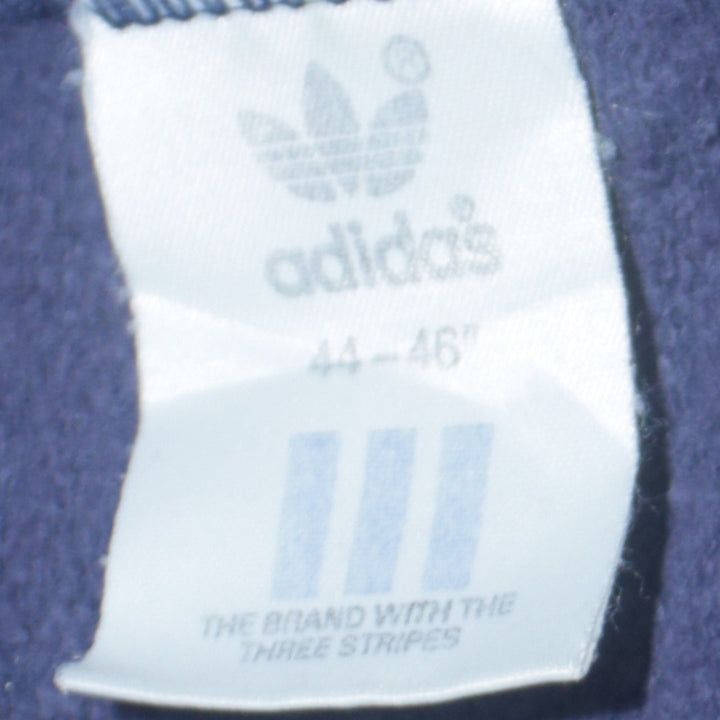 ®
adidas
44-46"
THE BRAND WITH THE
THREE STRIPES